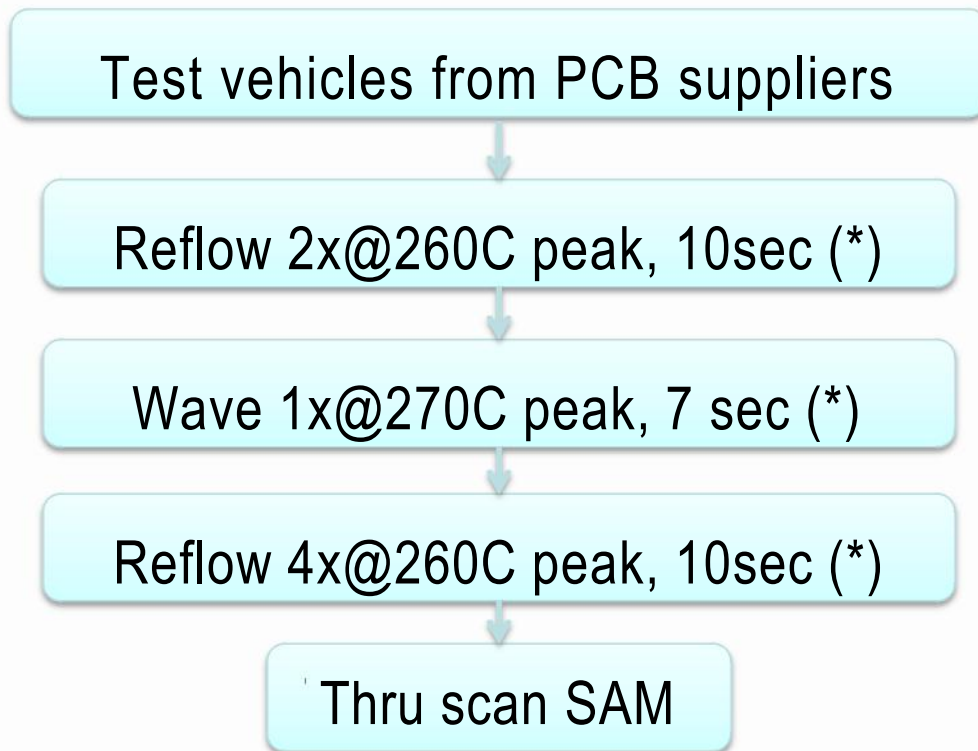 Test vehicles from PCB suppliers
Reflow 2x@260C peak, 10sec (*)
Wave 1x@270C peak, 7 sec (*)
Reflow 4x@260C peak, 10sec (*)
Thru scan SAM